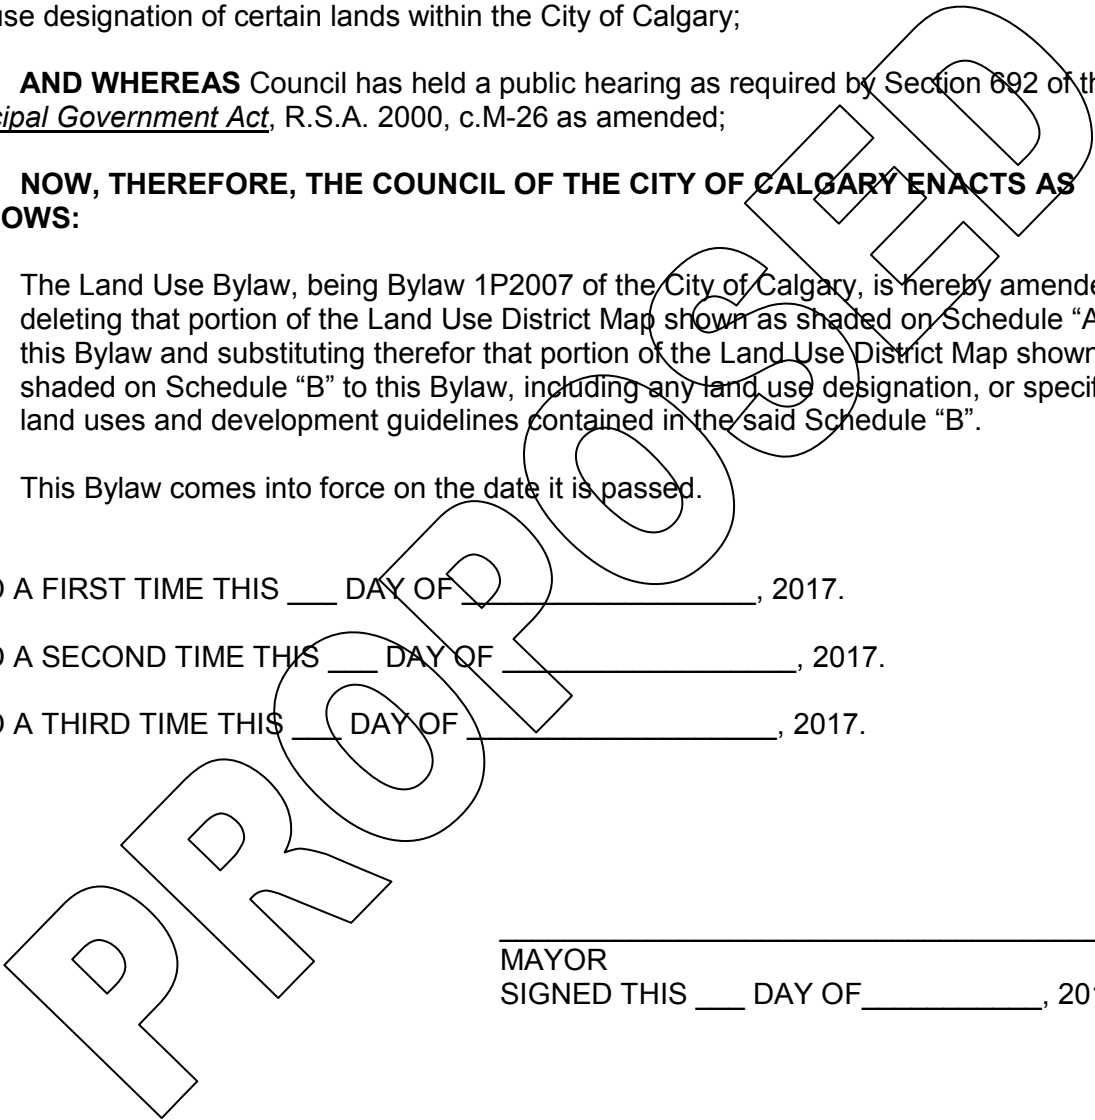 use designation of certain lands within the City of Calgary;
AND WHEREAS Council has held a public hearing as required by Section 692 of th
cipal Government Act, R.S.A. 2000, c.M-26 as amended;
NOW, THEREFORE, THE COUNCIL OF THE CITY OF CALGARY ENACTS AS
OWS:
The Land Use Bylaw, being Bylaw 1P2007 of the City of Calgary, is hereby amende
deleting that portion of the Land Use District Map shown as shaded on Schedule “A
this Bylaw and substituting therefor that portion of the Land Use District Map shown
shaded on Schedule “B” to this Bylaw, including any land use designation, or specif
land uses and development guidelines contained in the said Schedule “B”.
This Bylaw comes into force on the date it is passed.
D A FIRST TIME THIS ___ DAY OF __________________, 2017.
D A SECOND TIME THIS ___ DAY OF __________________, 2017.
D A THIRD TIME THIS ___ DAY OF ___________________, 2017.
PROPOSED
MAYOR
SIGNED THIS ___ DAY OF___________, 201